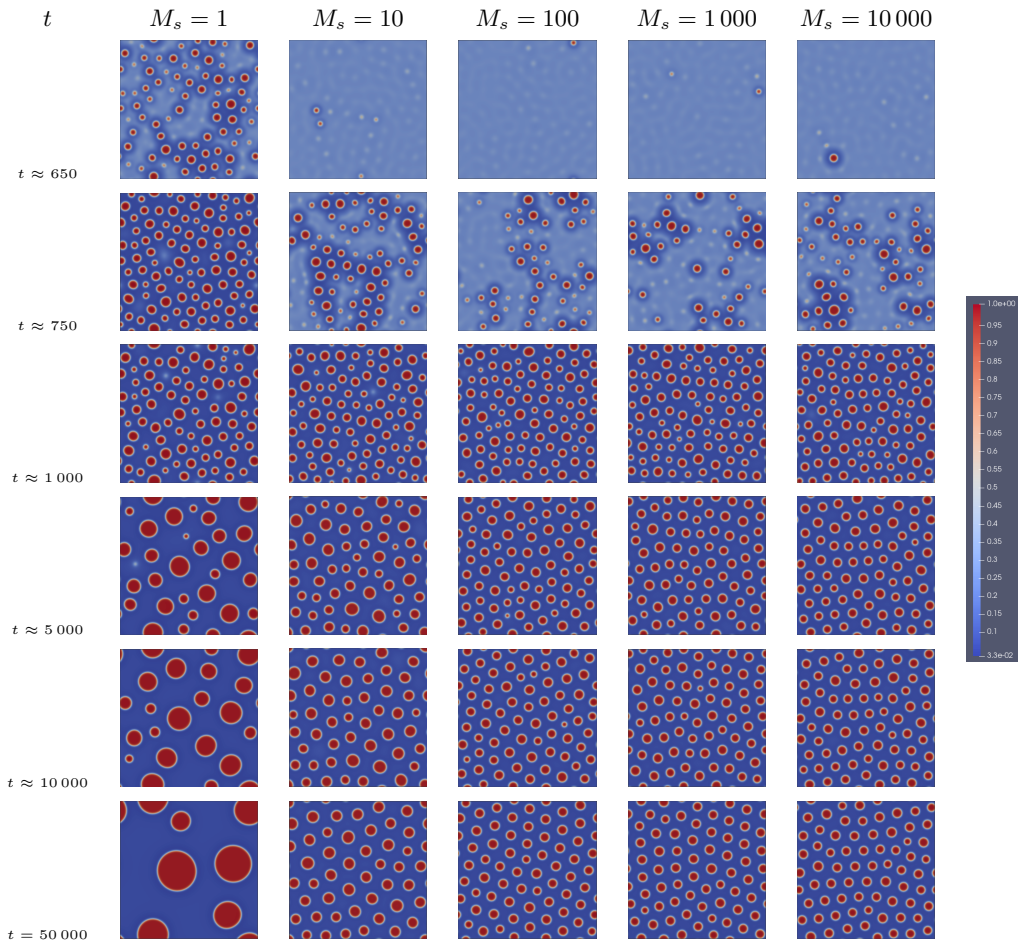 t M_s = 1 M_s = 10 M_s = 100 M_s = 1 000 M_s = 10 000
t ≈ 650
t ≈ 750
t ≈ 1 000
t ≈ 5 000
t ≈ 10 000
t = 50 000
1.0e+00
0.95
0.9
0.85
0.8
0.75
0.7
0.65
0.6
0.55
0.5
0.45
0.4
0.35
0.3
0.25
0.2
0.15
0.1
3.3e-02